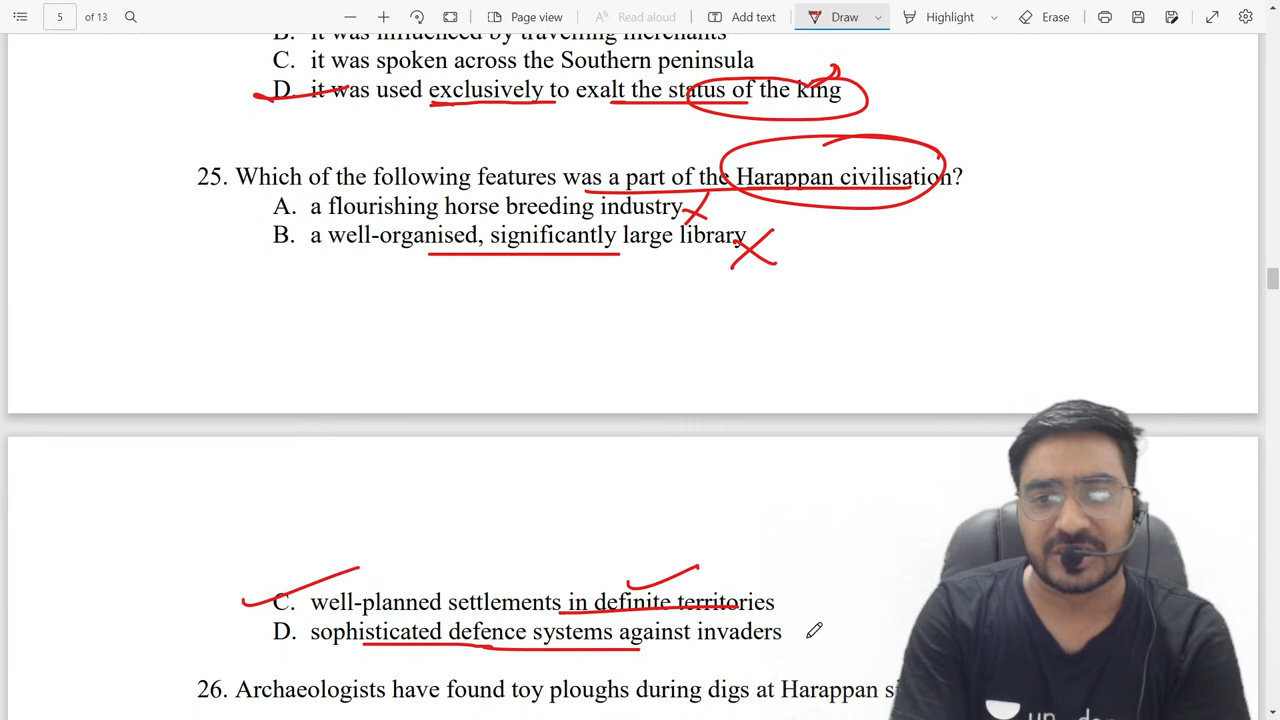 5 of 13 Page view Read aloud Add text Draw Highlight Erase
B. it was influenced by travelling merchants
C. it was spoken across the Southern peninsula
D. it was used exclusively to exalt the status of the king
25. Which of the following features was a part of the Harappan civilisation?
A. a flourishing horse breeding industry
B. a well-organised, significantly large library
C. well-planned settlements in definite territories
D. sophisticated defence systems against invaders
26. Archaeologists have found toy ploughs during digs at Harappan